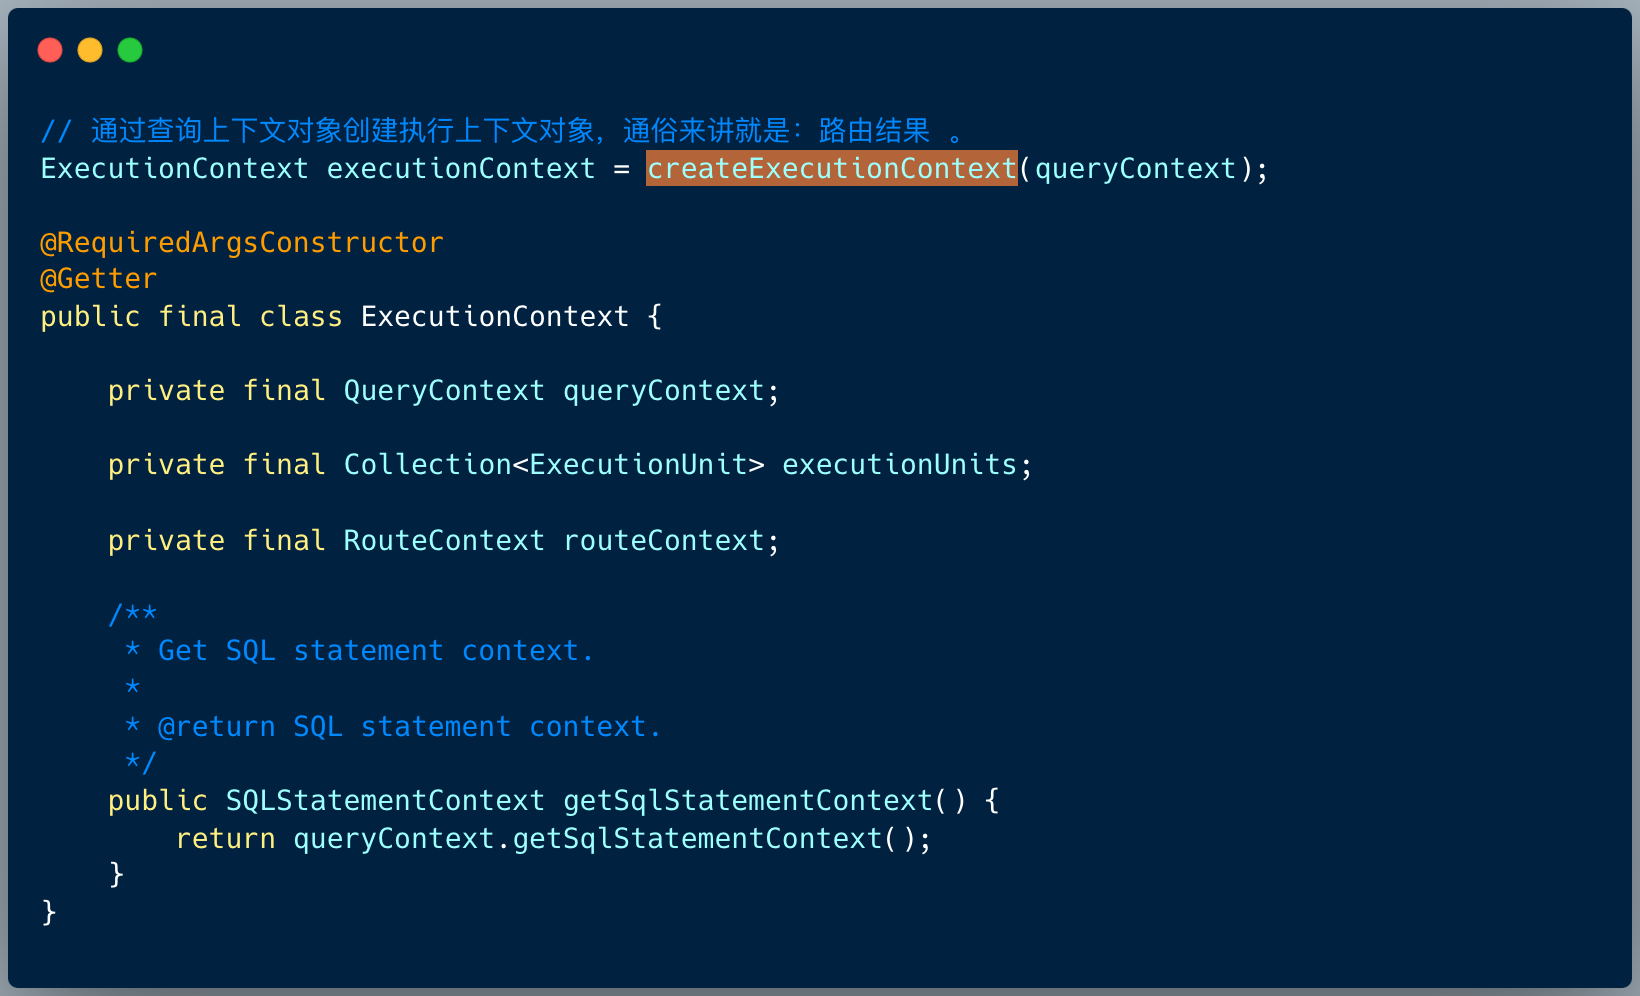 // 通过查询上下文对象创建执行上下文对象，通俗来讲就是：路由结果 。
ExecutionContext executionContext = createExecutionContext(queryContext);
@RequiredArgsConstructor
@Getter
public final class ExecutionContext {
private final QueryContext queryContext;
private final Collection<ExecutionUnit> executionUnits;
private final RouteContext routeContext;
/**
* Get SQL statement context.
*
* @return SQL statement context.
*/
public SQLStatementContext getSqlStatementContext() {
return queryContext.getSqlStatementContext();
}
}